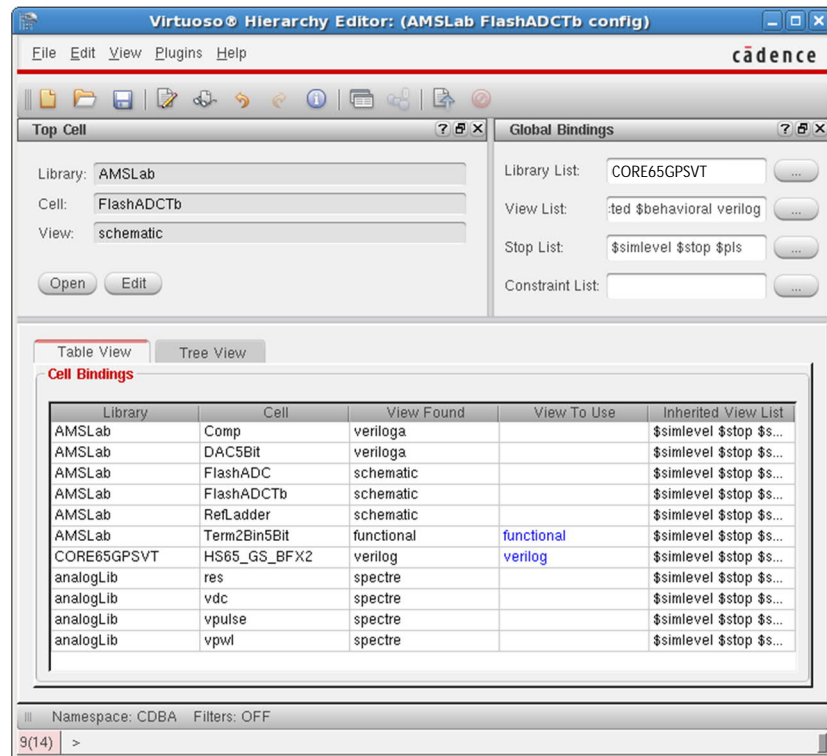 Virtuoso® Hierarchy Editor: (AMSLab FlashADCTb config)
File Edit View Plugins Help
cādence
Top Cell
Library: AMSLab
Cell: FlashADCTb
View: schematic
Open Edit
Global Bindings
Library List: CORE65GPSVT ...
View List: :ted $behavioral verilog ...
Stop List: $simlevel $stop $pls ...
Constraint List: ...
Table View Tree View
Cell Bindings
Library Cell View Found View To Use Inherited View List
AMSLab Comp veriloga $simlevel $stop $s...
AMSLab DAC5Bit veriloga $simlevel $stop $s...
AMSLab FlashADC schematic $simlevel $stop $s...
AMSLab FlashADCTb schematic $simlevel $stop $s...
AMSLab RefLadder schematic $simlevel $stop $s...
AMSLab Term2Bin5Bit functional functional $simlevel $stop $s...
CORE65GPSVT HS65_GS_BFX2 verilog verilog $simlevel $stop $s...
analogLib res spectre $simlevel $stop $s...
analogLib vdc spectre $simlevel $stop $s...
analogLib vpulse spectre $simlevel $stop $s...
analogLib vpwl spectre $simlevel $stop $s...
Namespace: CDBA Filters: OFF
9(14) >